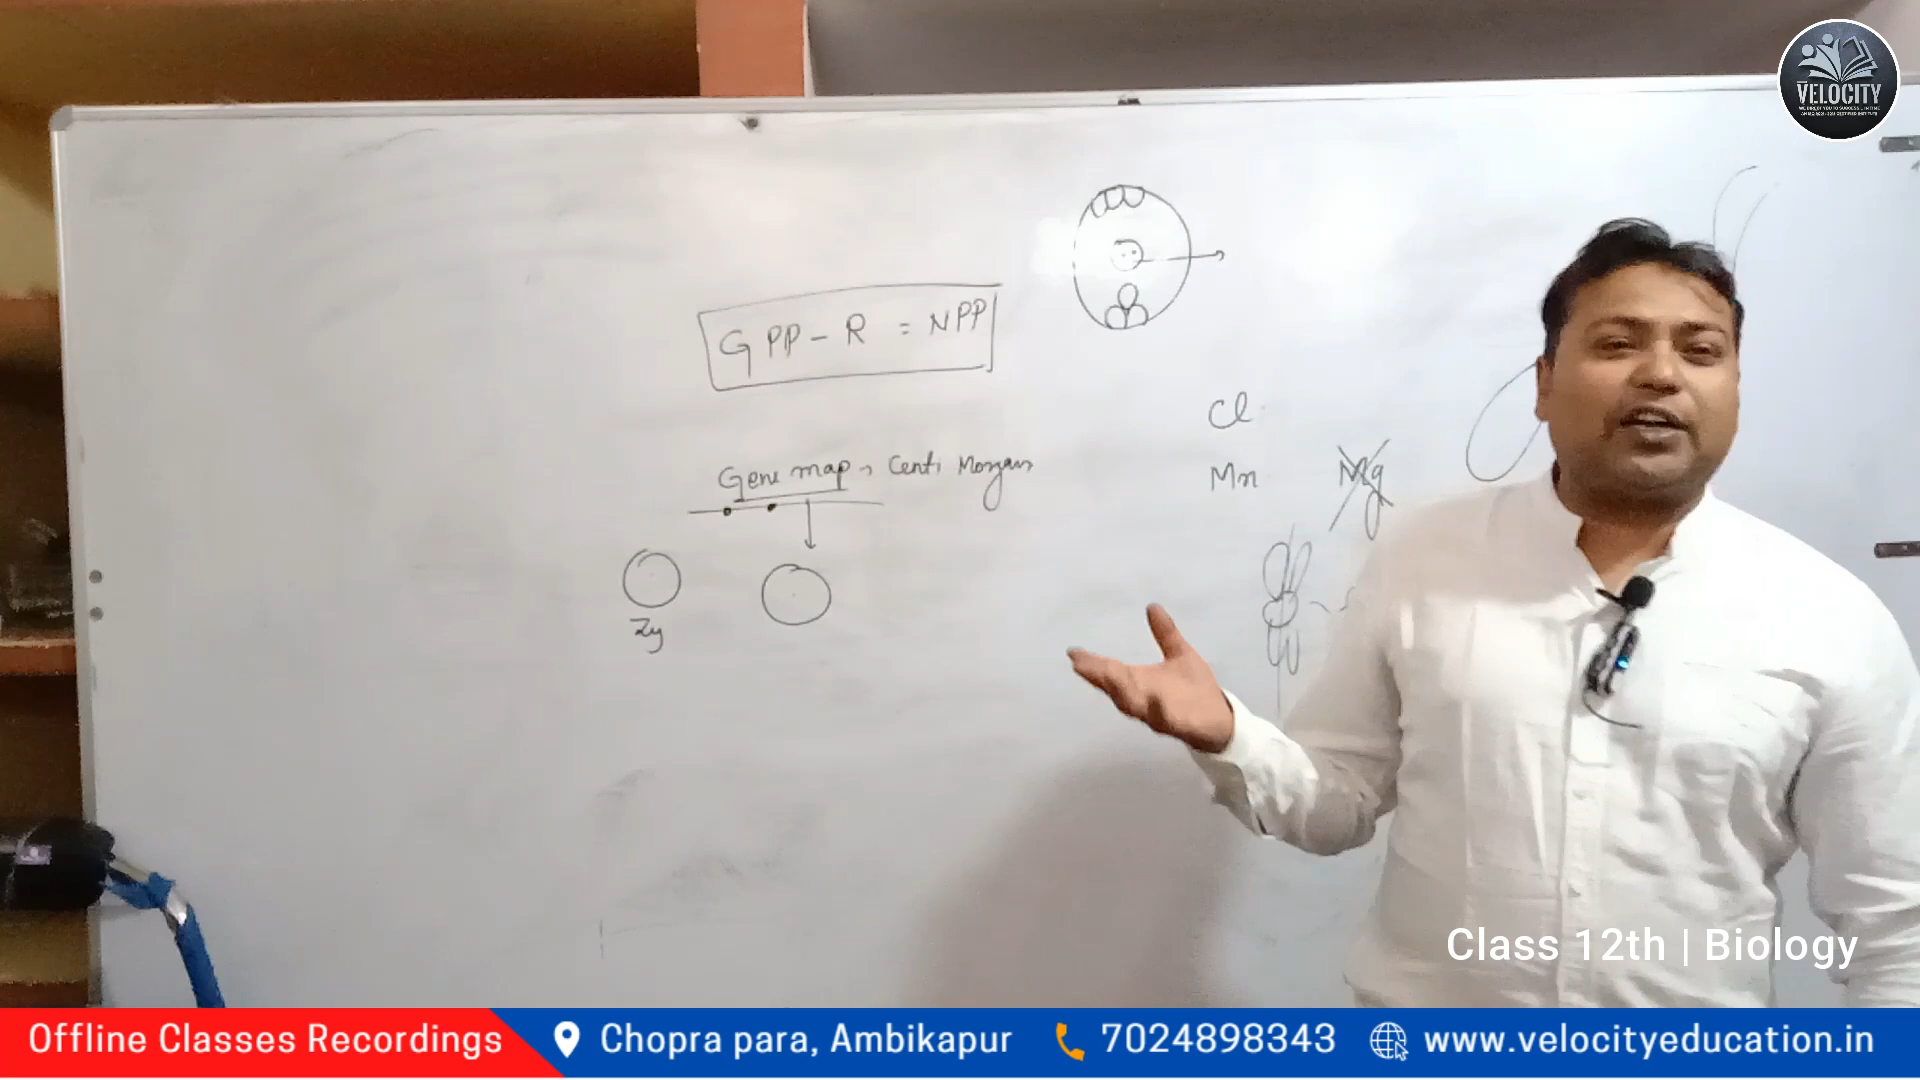 VELOCITY
GPP - R = NPP
Cl
Gene map, Centi Morgan
Mn Mg
Zy
Class 12th | Biology
Offline Classes Recordings Chopra para, Ambikapur 7024898343 www.velocityeducation.in